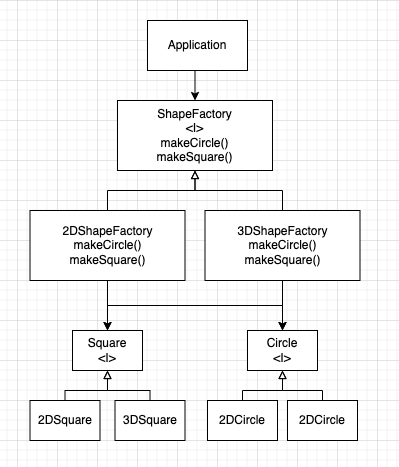 Application
ShapeFactory
<I>
makeCircle()
makeSquare()
2DShapeFactory
makeCircle()
makeSquare()
3DShapeFactory
makeCircle()
makeSquare()
Square
<I>
Circle
<I>
2DSquare
3DSquare
2DCircle
2DCircle